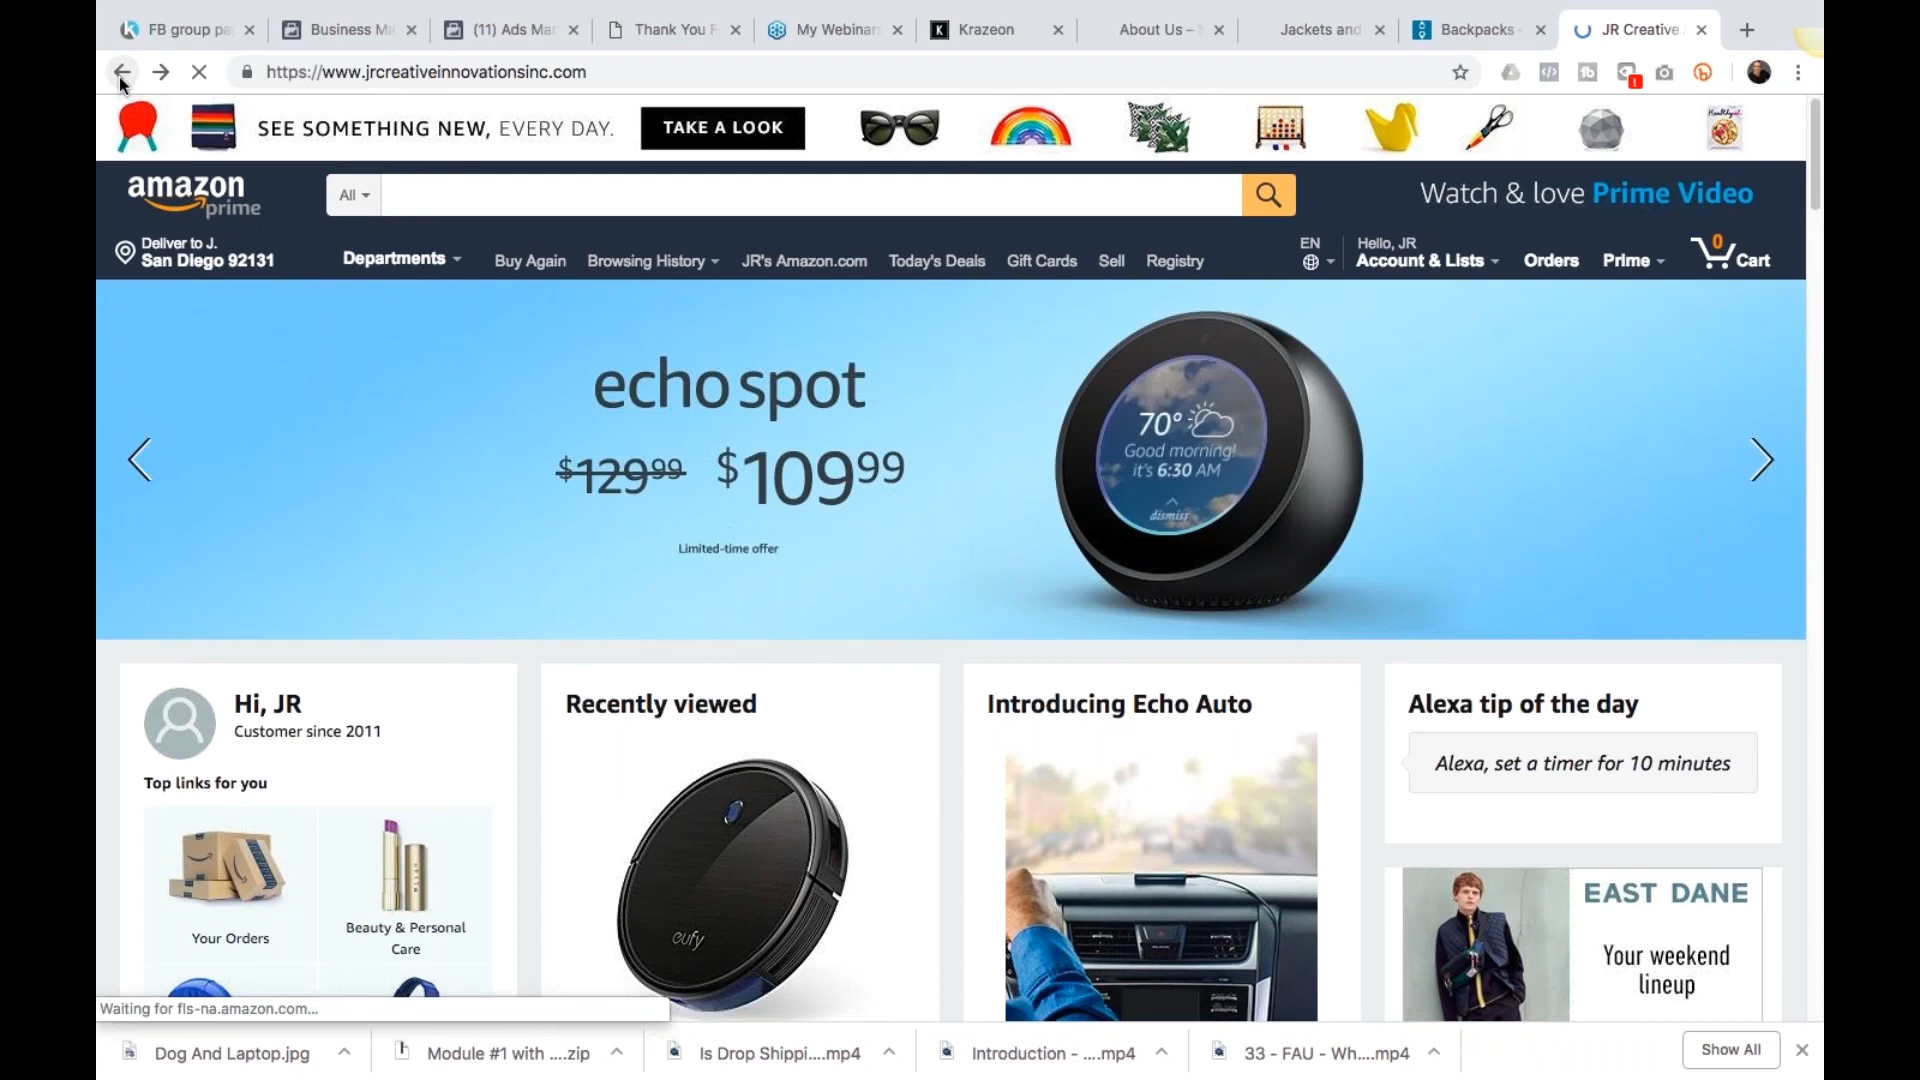 FB group pa
Business Ma
(11) Ads Mar
Thank You P
My Webinar
Krazeon
About Us –
Jackets and
Backpacks -
JR Creative
https://www.jrcreativeinnovationsinc.com
SEE SOMETHING NEW, EVERY DAY.
TAKE A LOOK
amazon
prime
All
Watch & love Prime Video
Deliver to J.
San Diego 92131
Departments
Buy Again
Browsing History
JR's Amazon.com
Today's Deals
Gift Cards
Sell
Registry
EN
Hello, JR
Account & Lists
Orders
Prime
0
Cart
echo spot
$129.99 $109.99
Limited-time offer
70°
Good morning!
it's 6:30 AM
dismiss
Hi, JR
Customer since 2011
Top links for you
Your Orders
Beauty & Personal
Care
Recently viewed
eufy
Introducing Echo Auto
Alexa tip of the day
Alexa, set a timer for 10 minutes
EAST DANE
Your weekend
lineup
Waiting for fls-na.amazon.com...
Dog And Laptop.jpg
Module #1 with ....zip
Is Drop Shippi....mp4
Introduction - ....mp4
33 - FAU - Wh....mp4
Show All